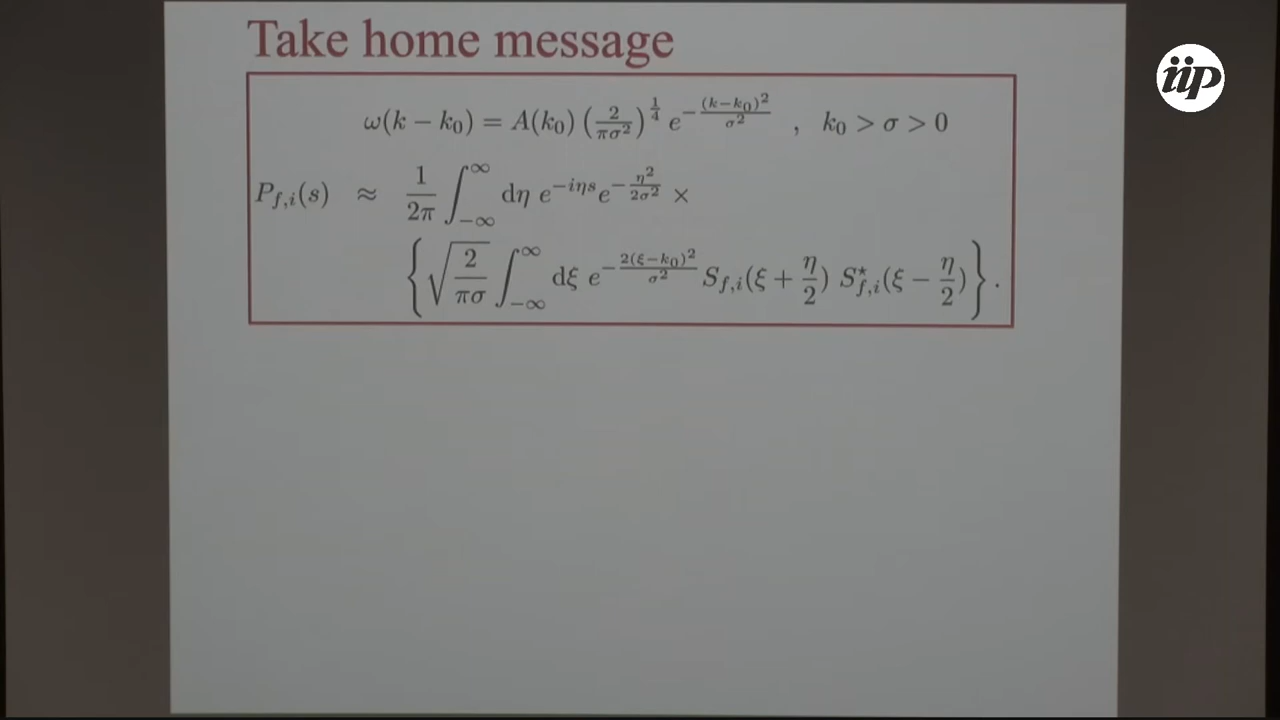 Take home message
ω(k − k₀) = A(k₀) (2/πσ²)^{1/4} e^{−(k−k₀)²/σ²} , k₀ > σ > 0
P_{f,i}(s) ≈ 1/2π ∫_{−∞}^{∞} dη e^{−iηs} e^{−η²/2σ²} ×
{ √(2/πσ) ∫_{−∞}^{∞} dξ e^{−2(ξ−k₀)²/σ²} S_{f,i}(ξ + η/2) S*_{f,i}(ξ − η/2) } .
iip